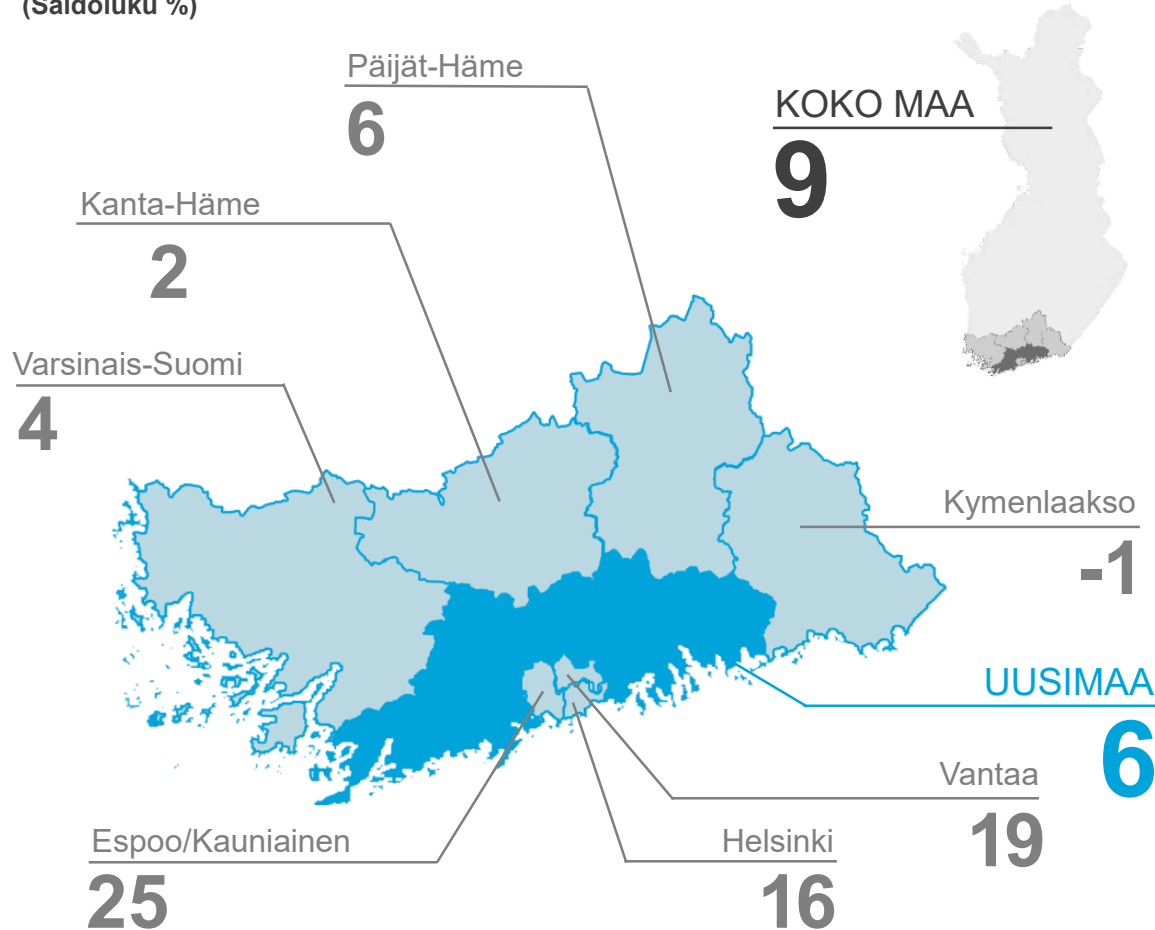 (Saldoluku %)
Päijät-Häme
6
KOKO MAA
9
Kanta-Häme
2
Varsinais-Suomi
4
Kymenlaakso
-1
UUSIMAA
6
Vantaa
19
Espoo/Kauniainen
25
Helsinki
16